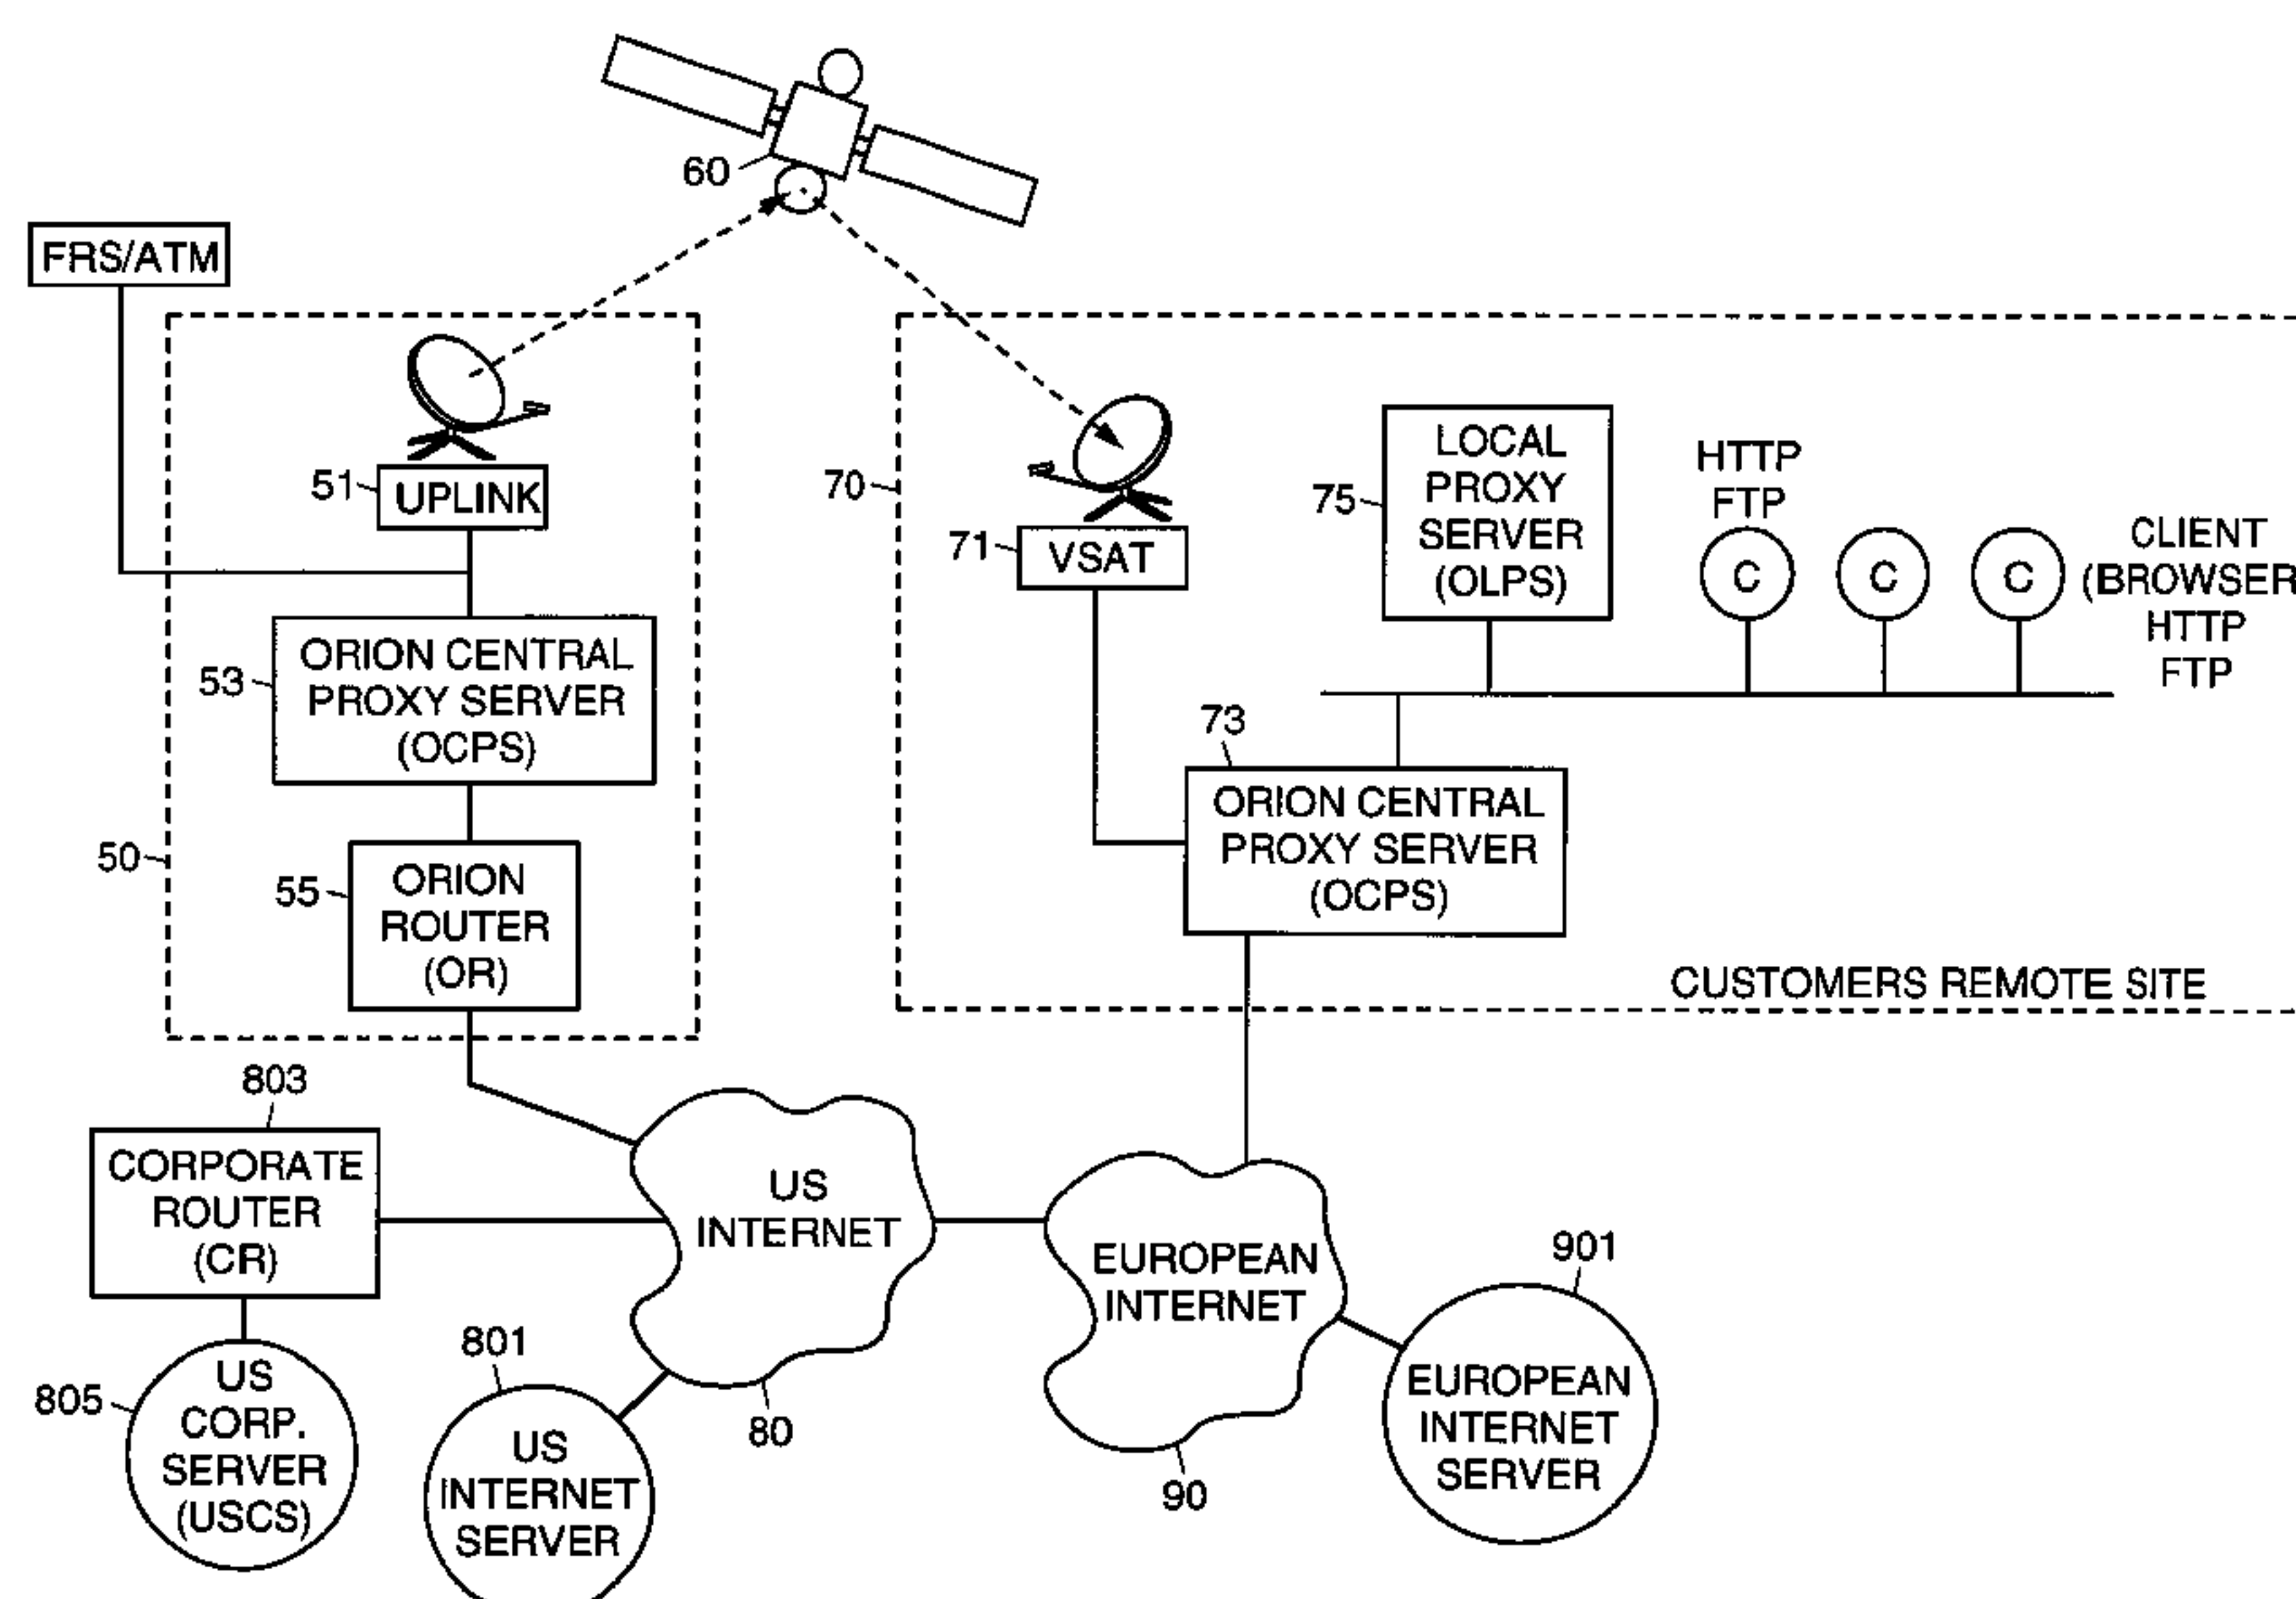 60
FRS/ATM
51
UPLINK
53
ORION CENTRAL
PROXY SERVER
(OCPS)
50
55
ORION
ROUTER
(OR)
70
71
VSAT
75
LOCAL
PROXY
SERVER
(OLPS)
HTTP
FTP
C
C
C
CLIENT
(BROWSER
HTTP
FTP
73
ORION CENTRAL
PROXY SERVER
(OCPS)
CUSTOMERS REMOTE SITE
803
CORPORATE
ROUTER
(CR)
805
US
CORP.
SERVER
(USCS)
801
US
INTERNET
SERVER
US
INTERNET
80
EUROPEAN
INTERNET
90
901
EUROPEAN
INTERNET
SERVER